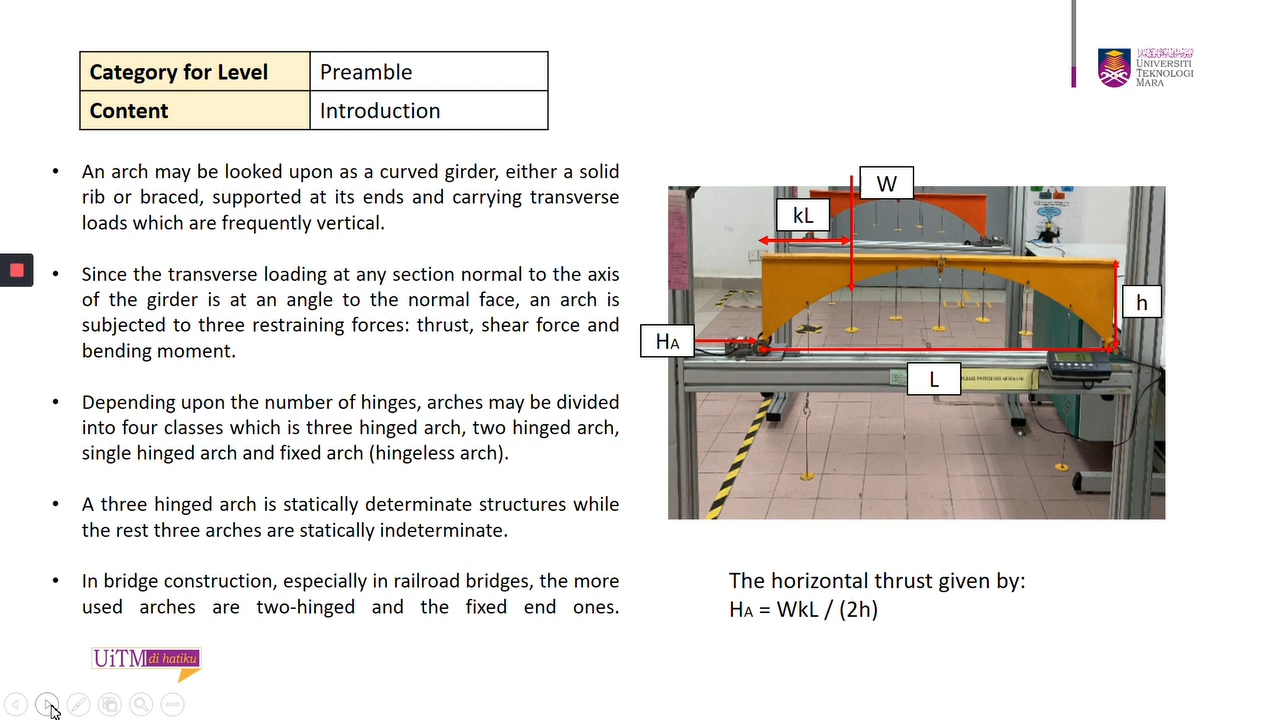 Category for Level Preamble
Content Introduction
UNIVERSITI
TEKNOLOGI
MARA
• An arch may be looked upon as a curved girder, either a solid
rib or braced, supported at its ends and carrying transverse
loads which are frequently vertical.
• Since the transverse loading at any section normal to the axis
of the girder is at an angle to the normal face, an arch is
subjected to three restraining forces: thrust, shear force and
bending moment.
• Depending upon the number of hinges, arches may be divided
into four classes which is three hinged arch, two hinged arch,
single hinged arch and fixed arch (hingeless arch).
• A three hinged arch is statically determinate structures while
the rest three arches are statically indeterminate.
• In bridge construction, especially in railroad bridges, the more
used arches are two-hinged and the fixed end ones.
W
kL
h
HA
L
The horizontal thrust given by:
HA = WkL / (2h)
UiTM di hatiku